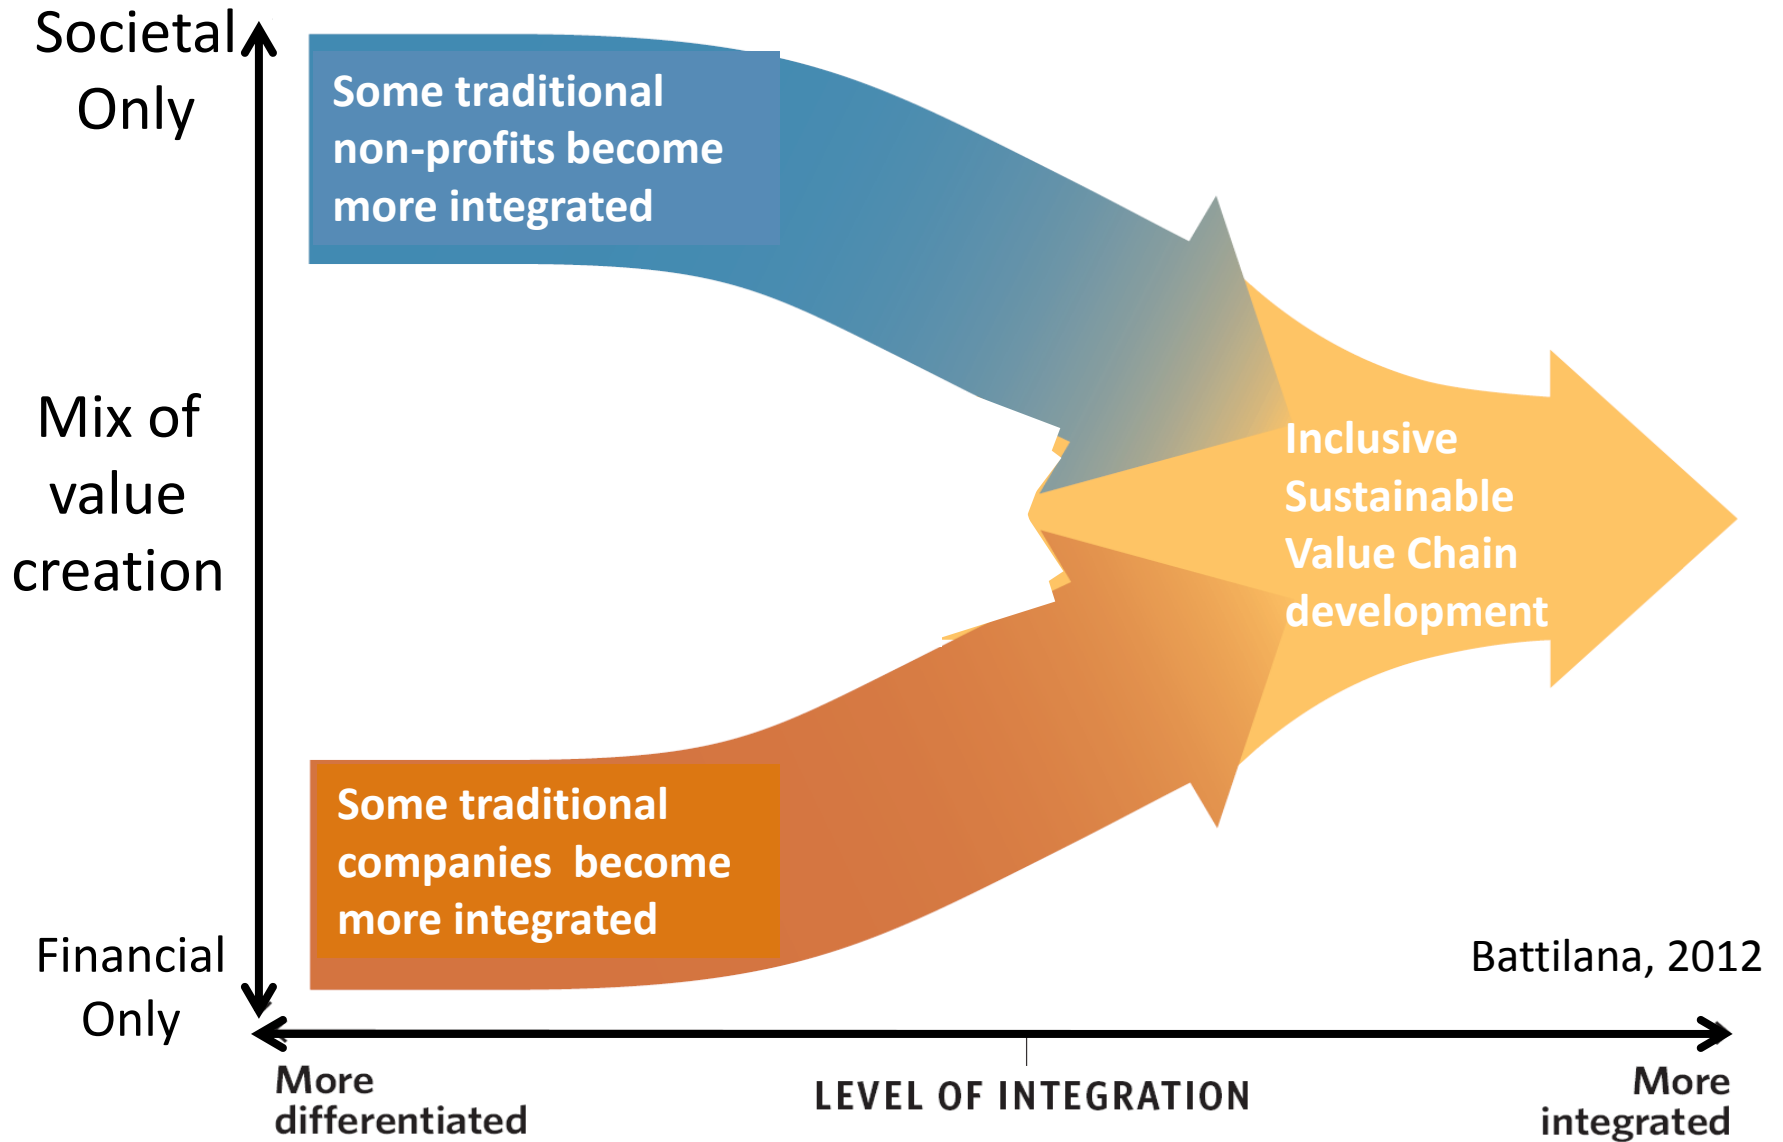 Societal
Only
Some traditional
non-profits become
more integrated
Mix of
value
creation
Inclusive
Sustainable
Value Chain
development
Some traditional
companies  become
more integrated
Financial
Only
Battilana, 2012
More
differentiated
LEVEL OF INTEGRATION
More
integrated